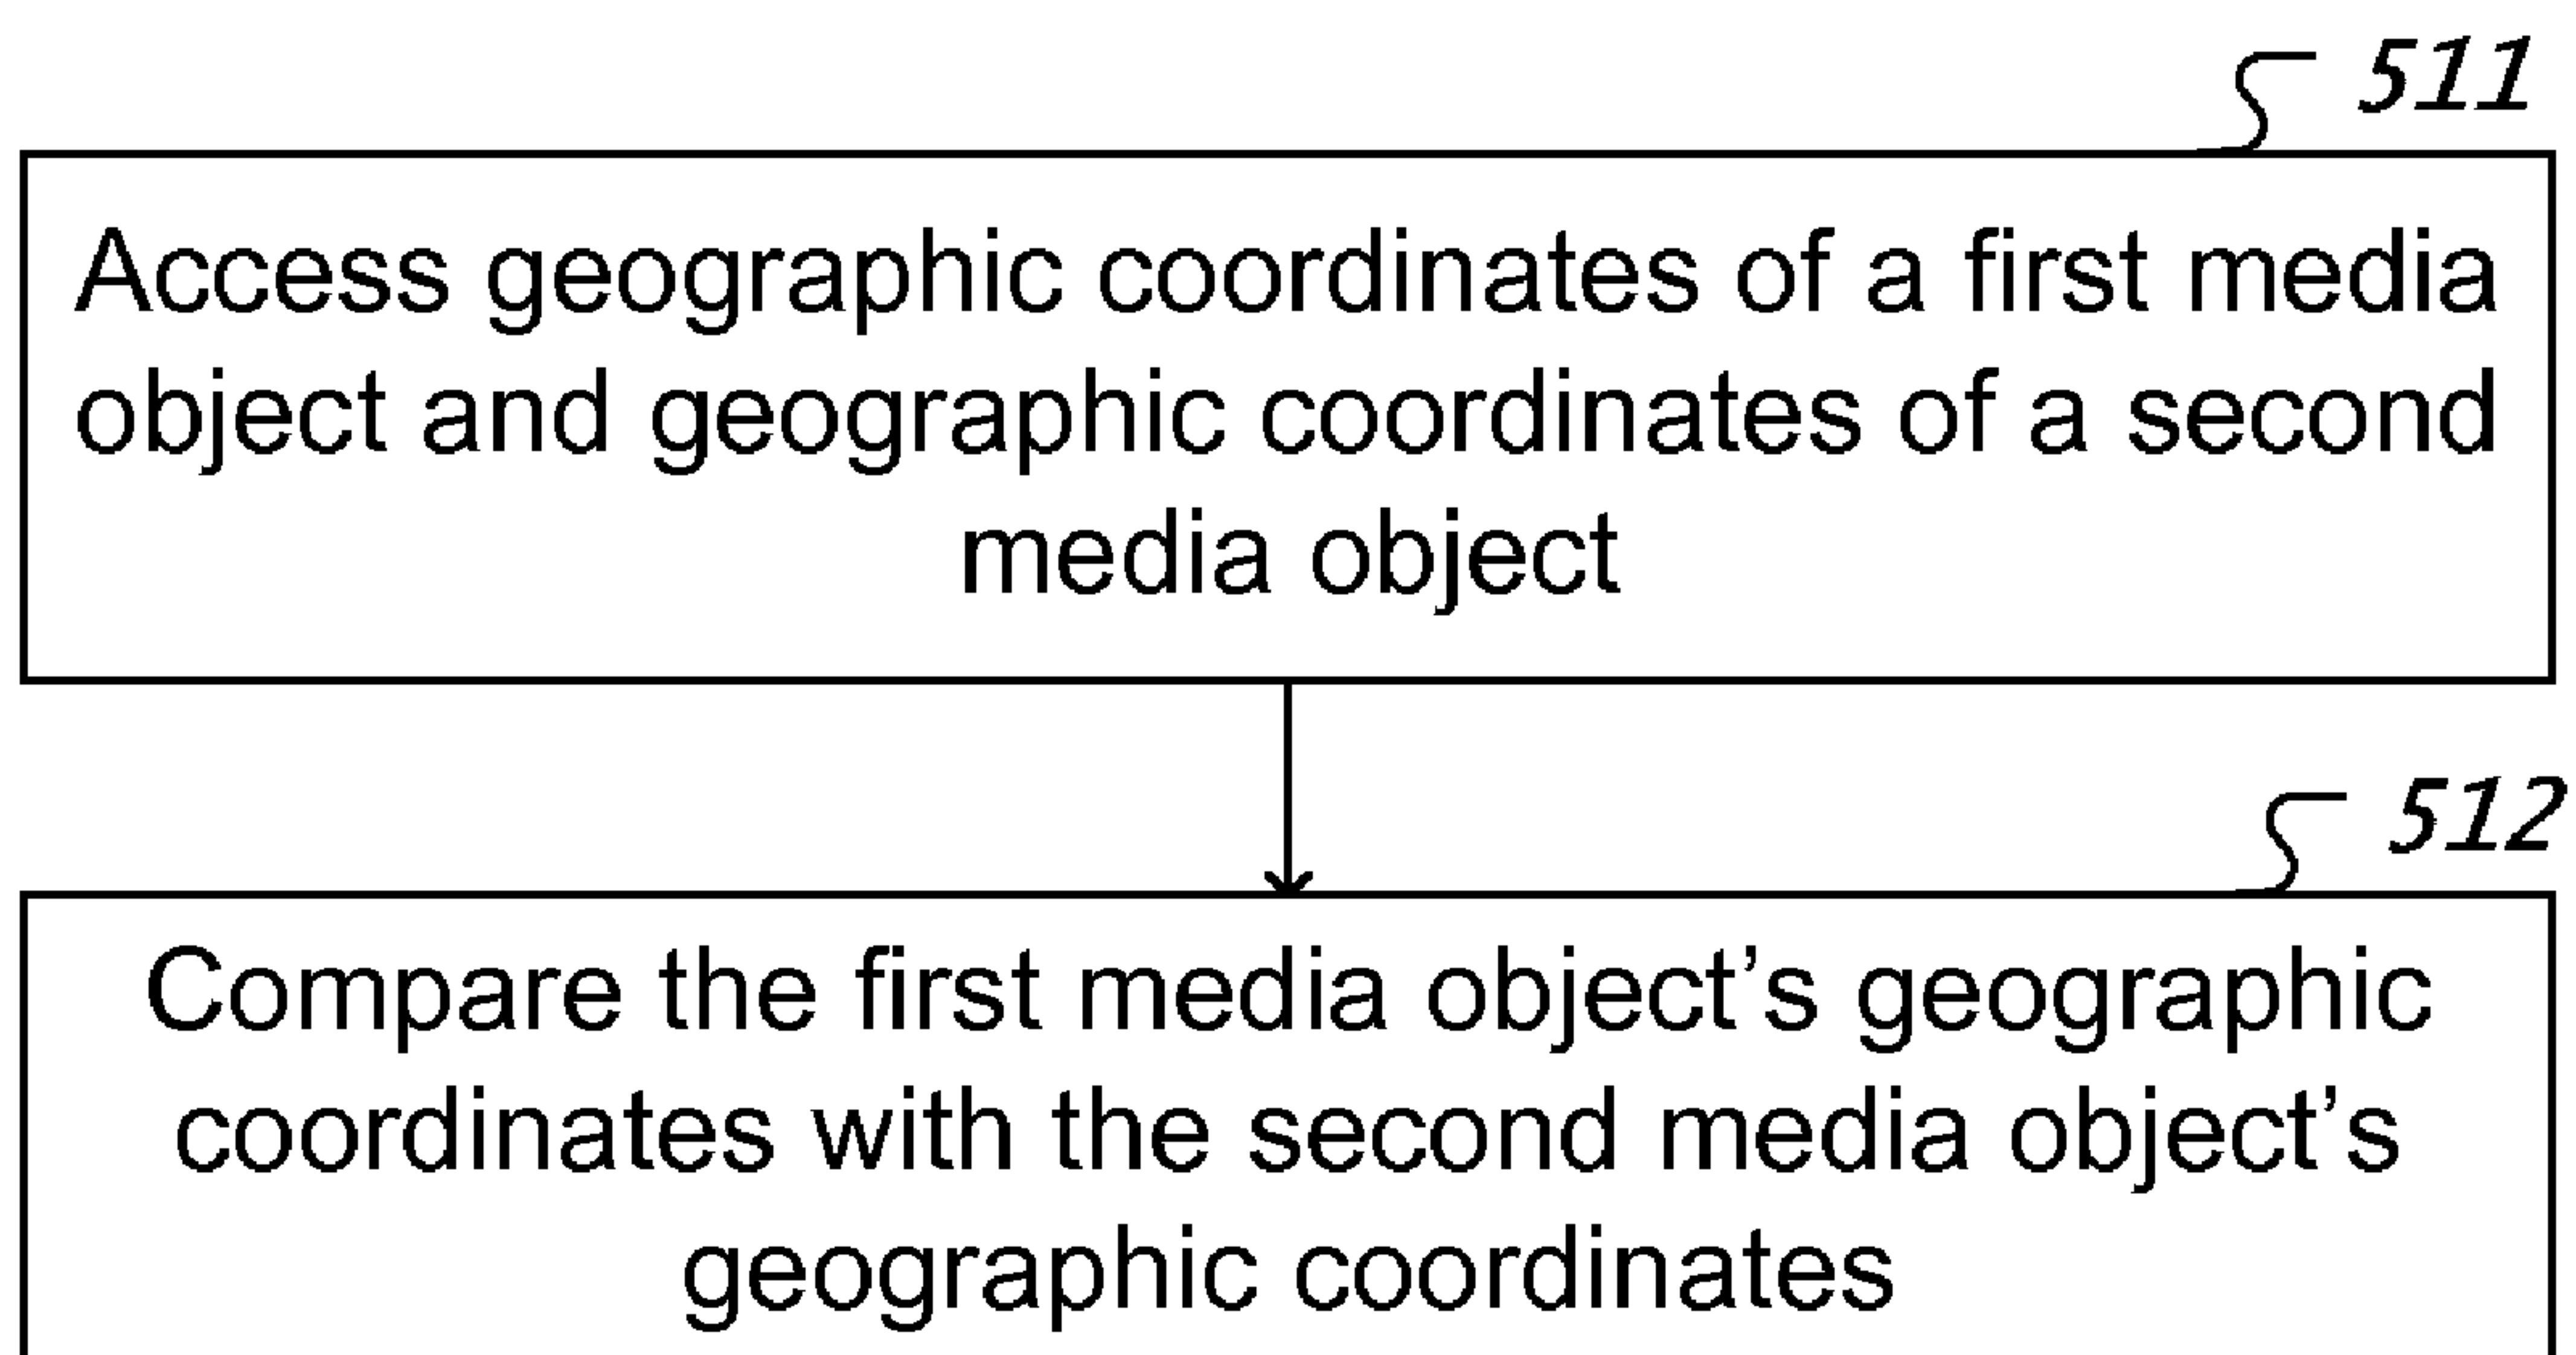 511
Access geographic coordinates of a first media
object and geographic coordinates of a second
media object
512
Compare the first media object’s geographic
coordinates with the second media object’s
geographic coordinates